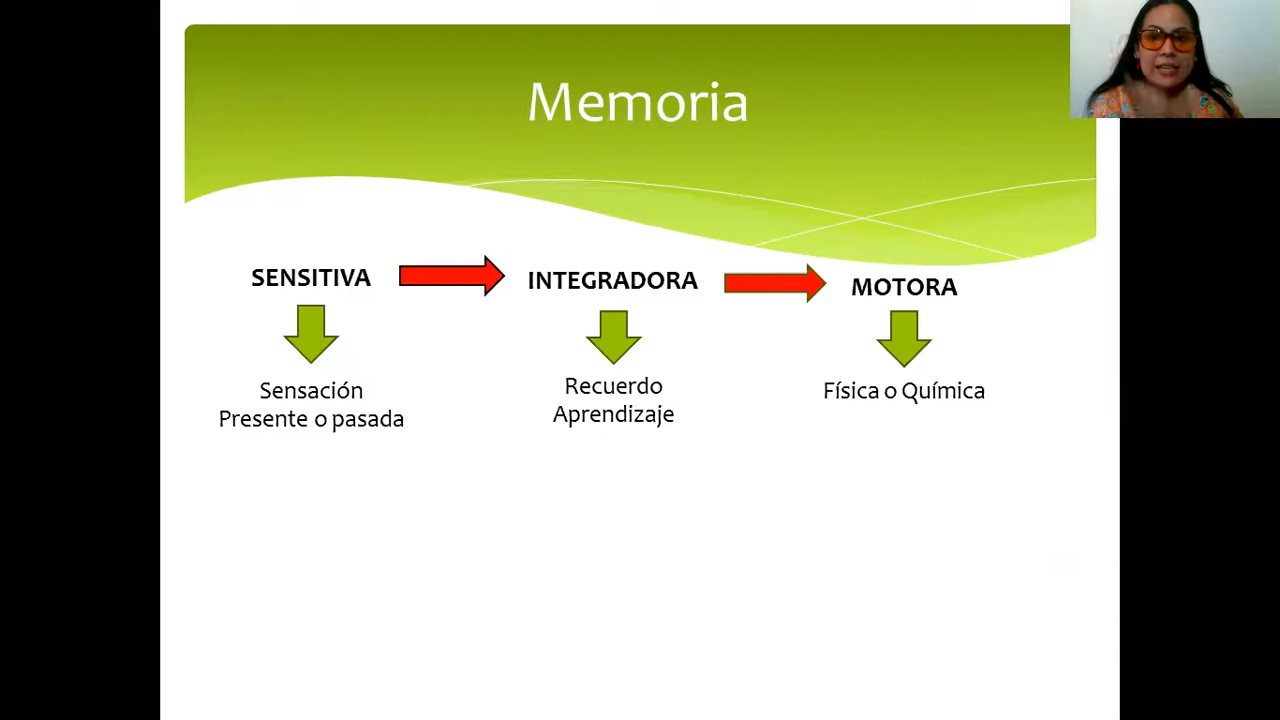 Memoria
SENSITIVA
INTEGRADORA
MOTORA
Sensación
Presente o pasada
Recuerdo
Aprendizaje
Física o Química